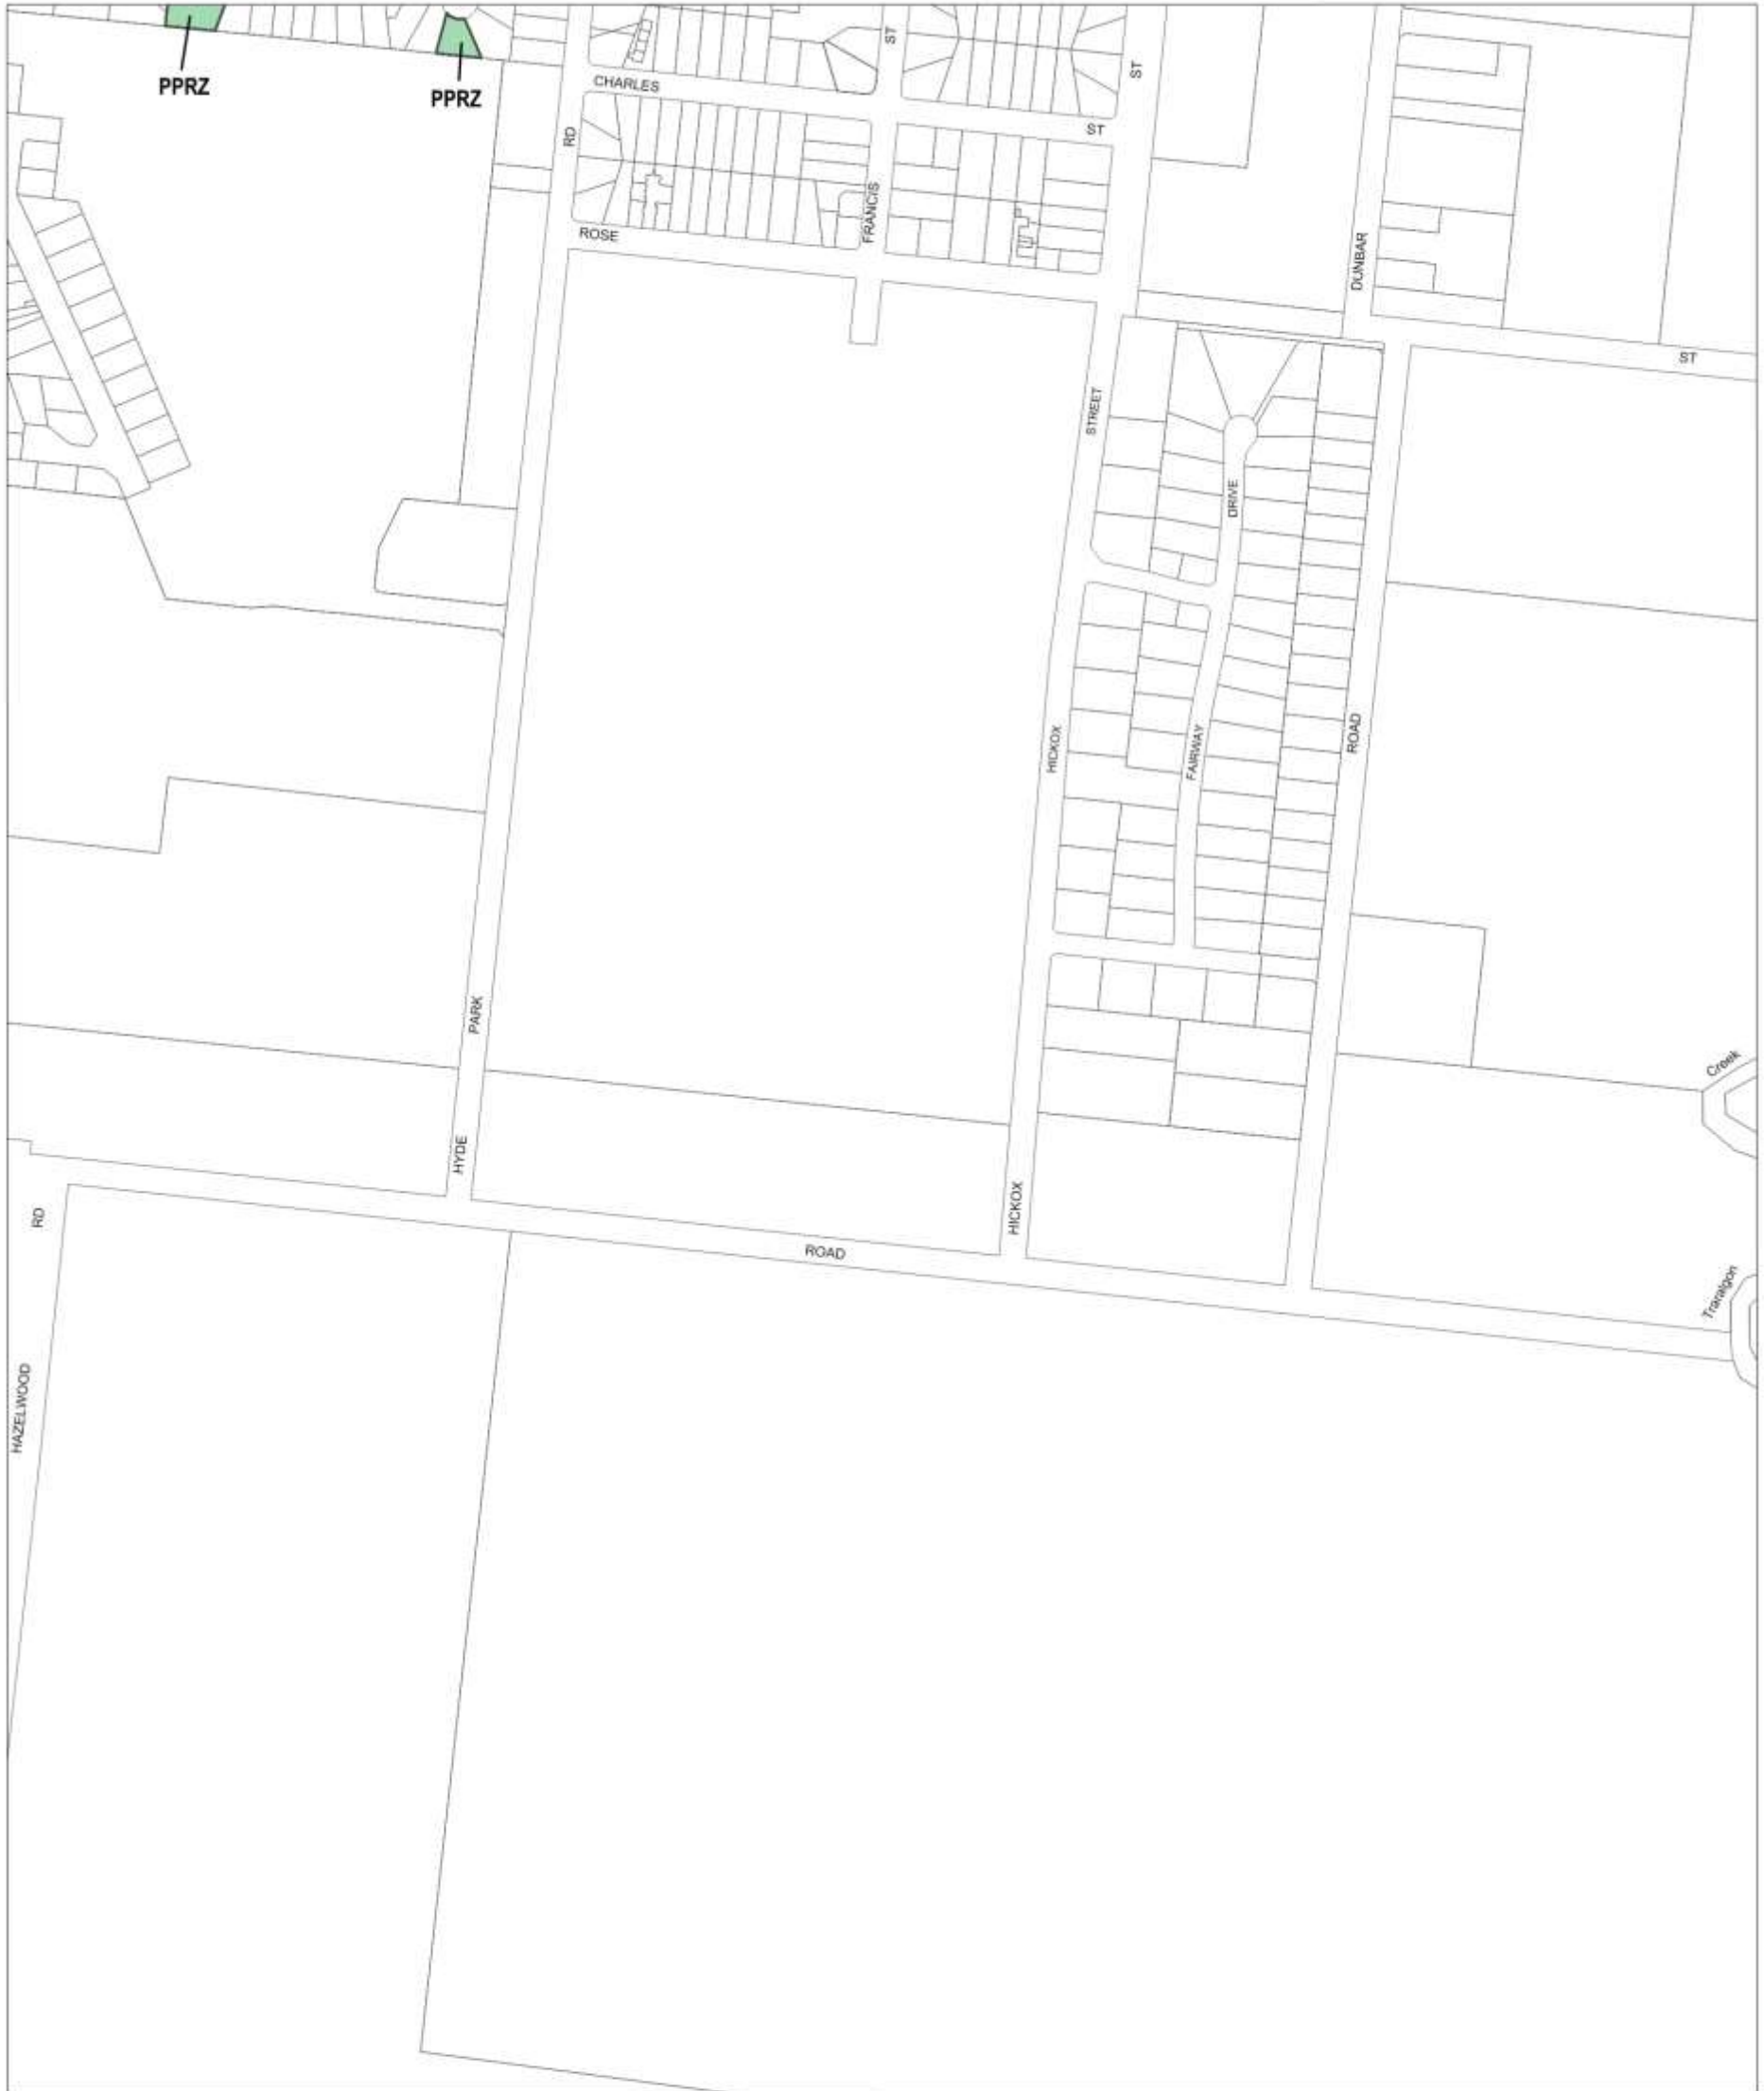 PPRZ
PPRZ
CHARLES
ST
ST
ST
RD
FRANCIS
ROSE
DUNBAR
ST
STREET
DRIVE
HICKOX
FAIRWAY
ROAD
PARK
Creek
HYDE
HICKOX
RD
ROAD
Traralgon
HAZELWOOD